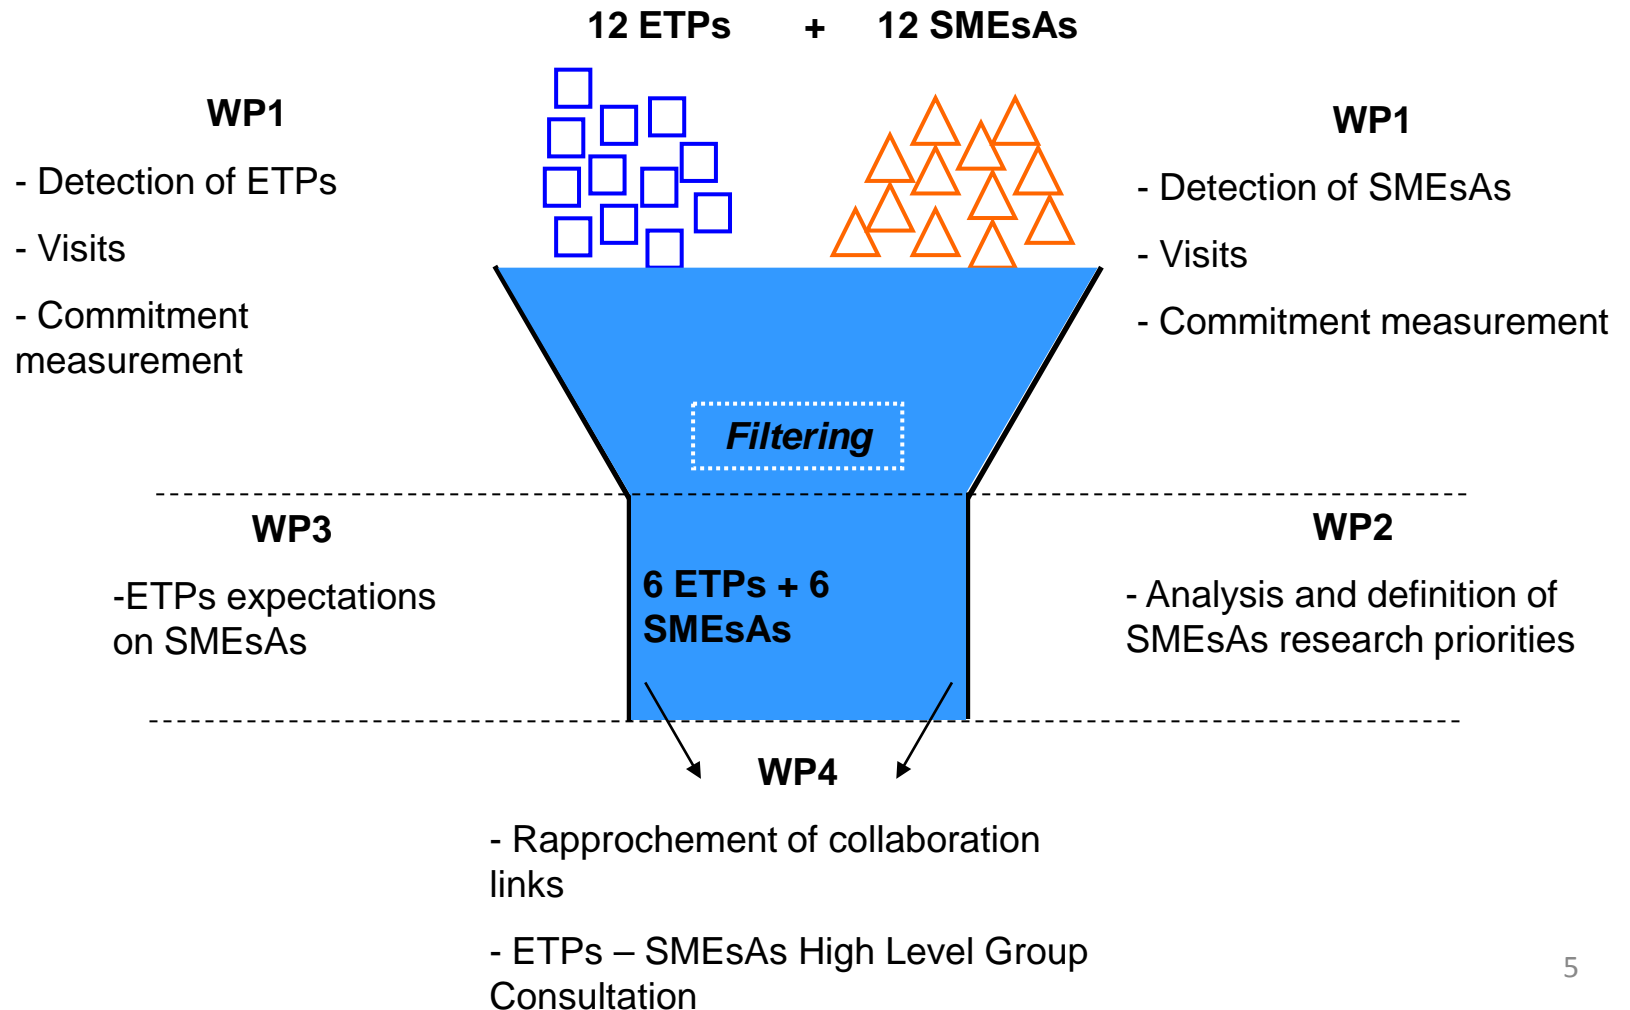 12 ETPs + 12 SMEsAs
WP1
- Detection of ETPs
- Visits
- Commitment
measurement
WP1
- Detection of SMEsAs
- Visits
- Commitment measurement
Filtering
WP3
-ETPs expectations
on SMEsAs
6 ETPs + 6
SMEsAs
WP2
- Analysis and definition of
SMEsAs research priorities
WP4
- Rapprochement of collaboration
links
- ETPs – SMEsAs High Level Group
Consultation
5